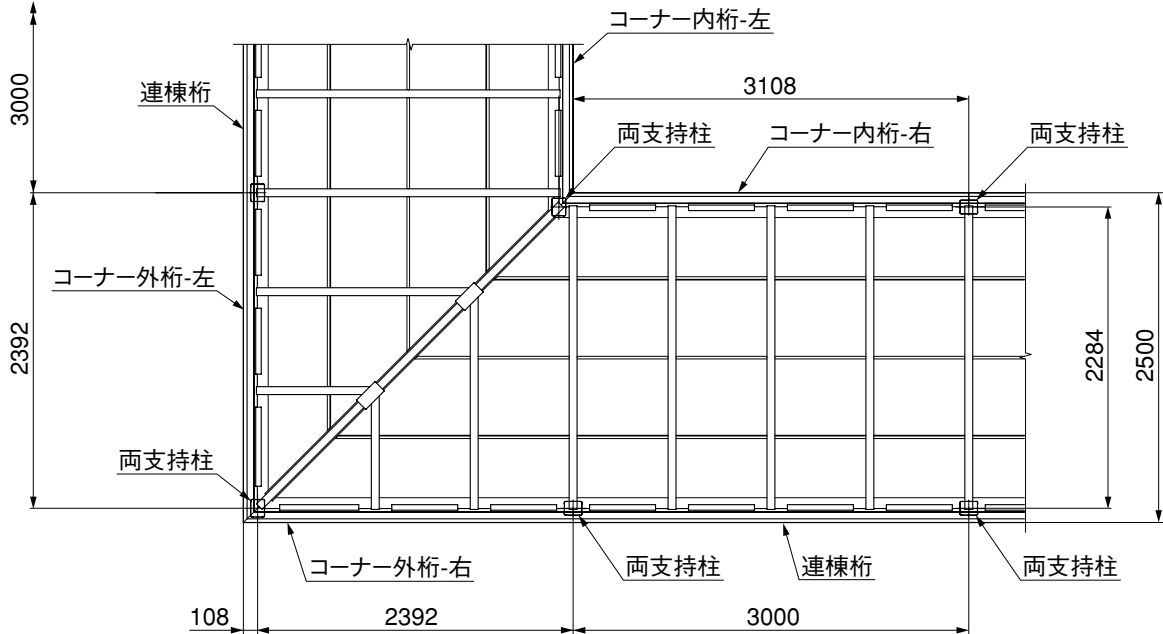 コーナー内桁-左
3000
連棟桁
3108
両支持柱
コーナー内桁-右
両支持柱
コーナー外桁-左
2392
2284
2500
両支持柱
コーナー外桁-右
両支持柱
連棟桁
両支持柱
108
2392
3000